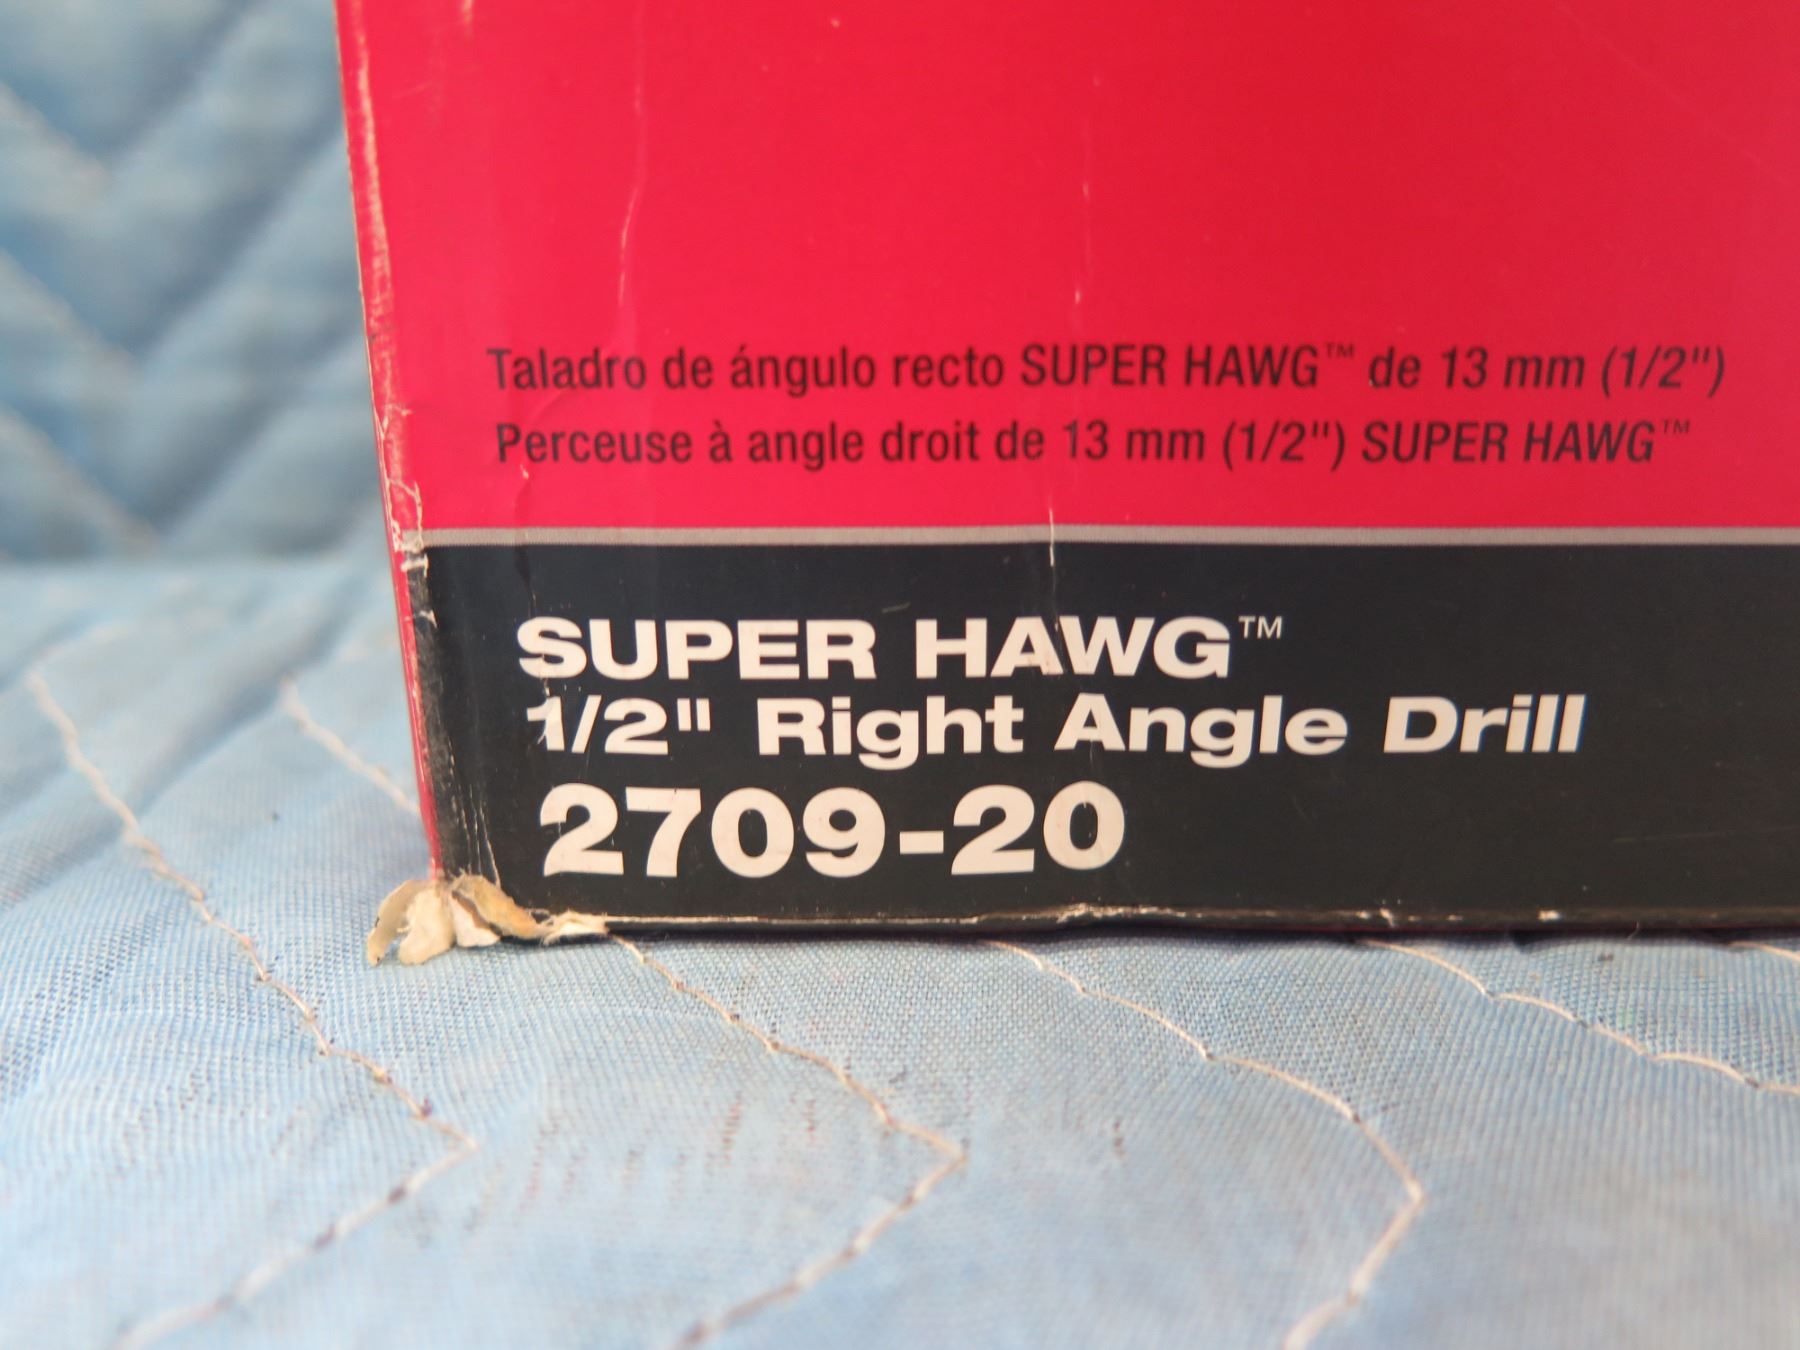 Taladro de ángulo recto SUPER HAWG™ de 13 mm (1/2")
Perceuse à angle droit de 13 mm (1/2") SUPER HAWG™
SUPER HAWG™
1/2" Right Angle Drill
2709-20